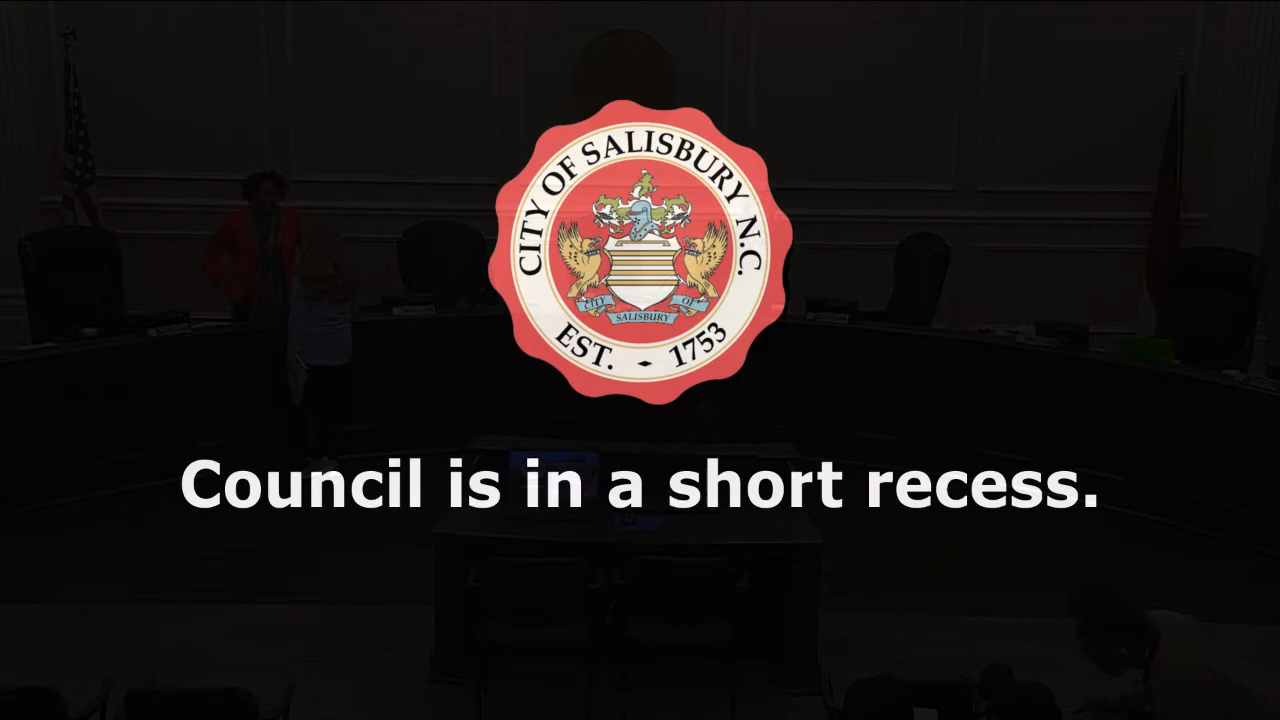 CITY OF SALISBURY N.C.
CITY OF
SALISBURY
EST. - 1753
Council is in a short recess.